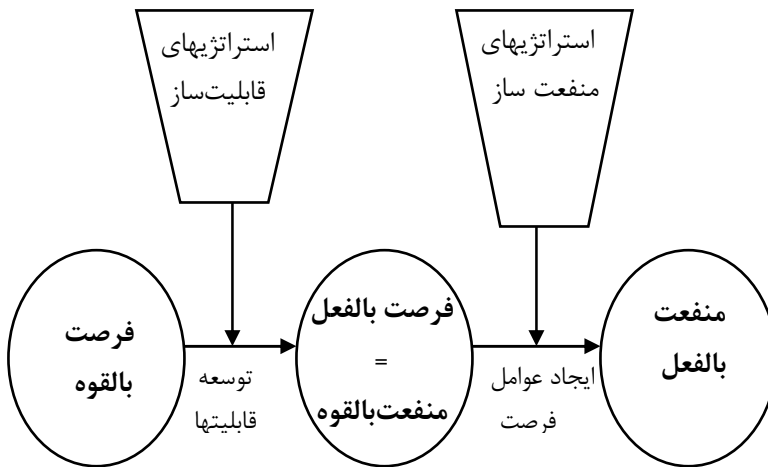 استراتژیهای
قابلیت‌ساز
استراتژیهای
منفعت ساز
فرصت
بالقوه
توسعه
قابلیتها
فرصت بالفعل
=
منفعت‌بالقوه
ایجاد عوامل
فرصت
منفعت
بالفعل